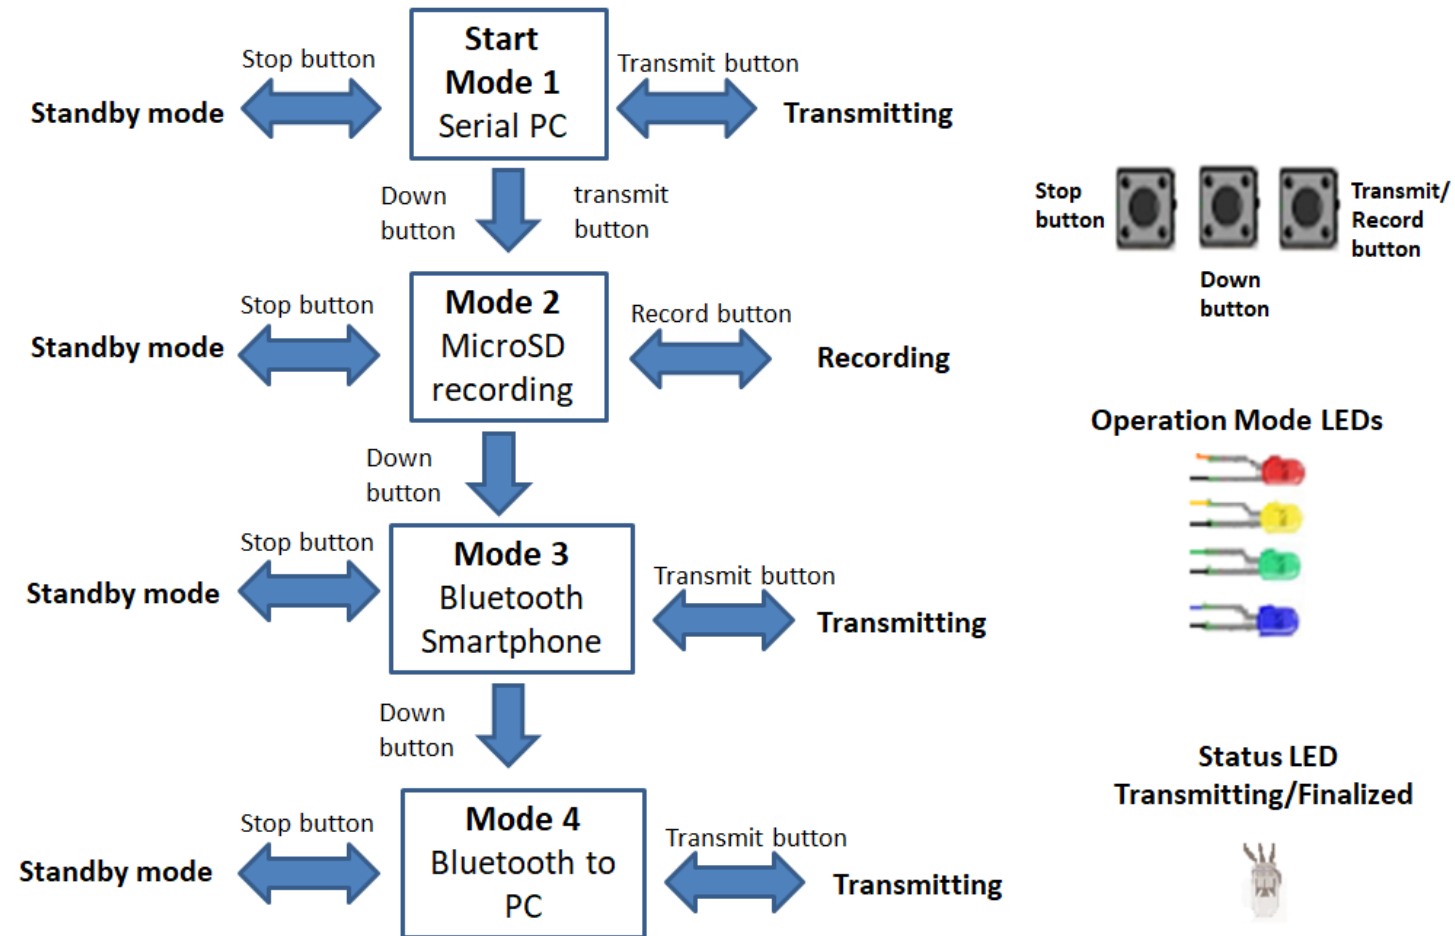 Start
Mode 1
Serial PC
Stop button
Transmit button
Standby mode
Transmitting
Down
button
transmit
button
Mode 2
MicroSD
recording
Stop button
Record button
Standby mode
Recording
Down
button
Mode 3
Bluetooth
Smartphone
Stop button
Transmit button
Standby mode
Transmitting
Down
button
Mode 4
Bluetooth to
PC
Stop button
Transmit button
Standby mode
Transmitting
Stop
button
Transmit/
Record
button
Down
button
Operation Mode LEDs
Status LED
Transmitting/Finalized